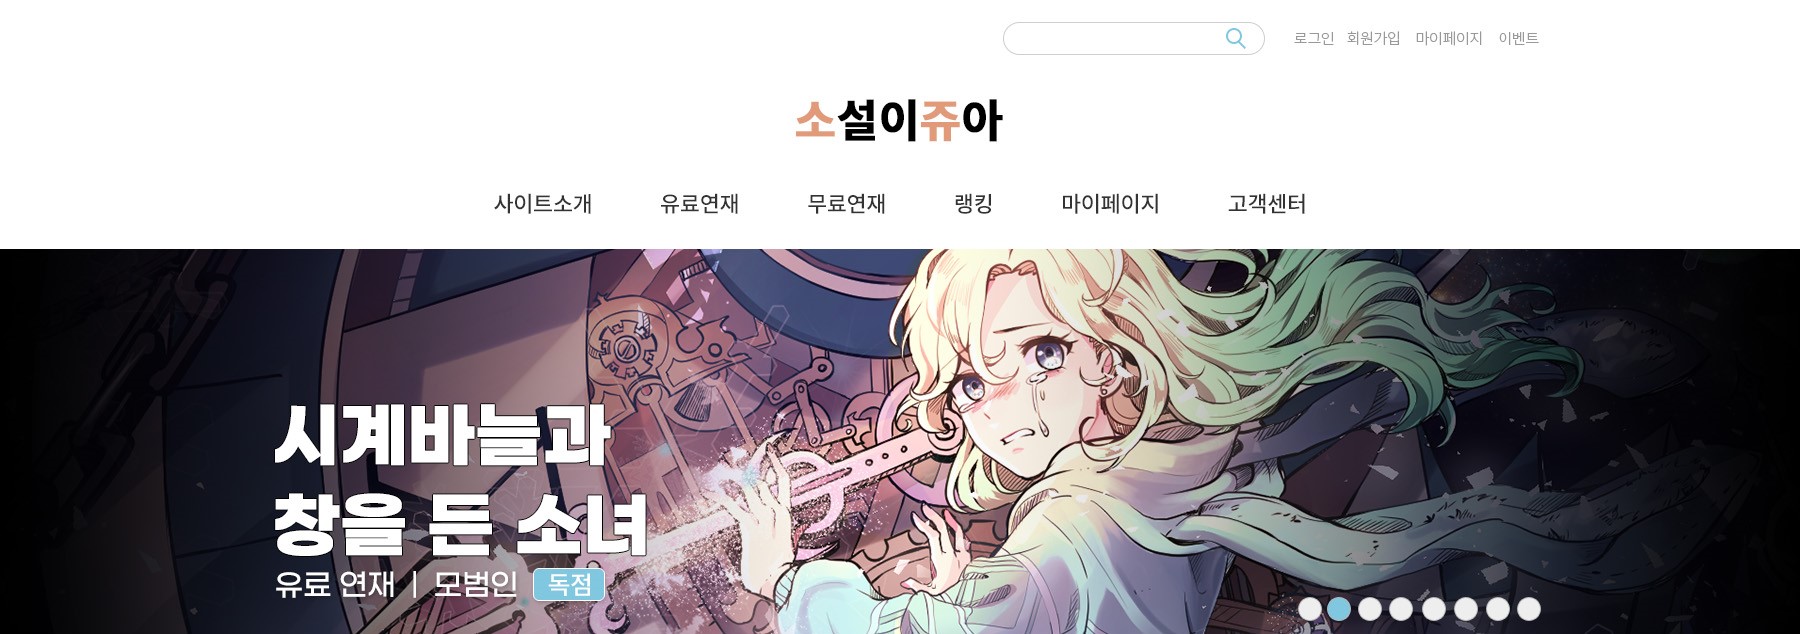 로그인 회원가입 마이페이지 이벤트
소설이쥬아
사이트소개 유료연재 무료연재 랭킹 마이페이지 고객센터
시계바늘과
창을 든 소녀
유료 연재 | 모범인 독점